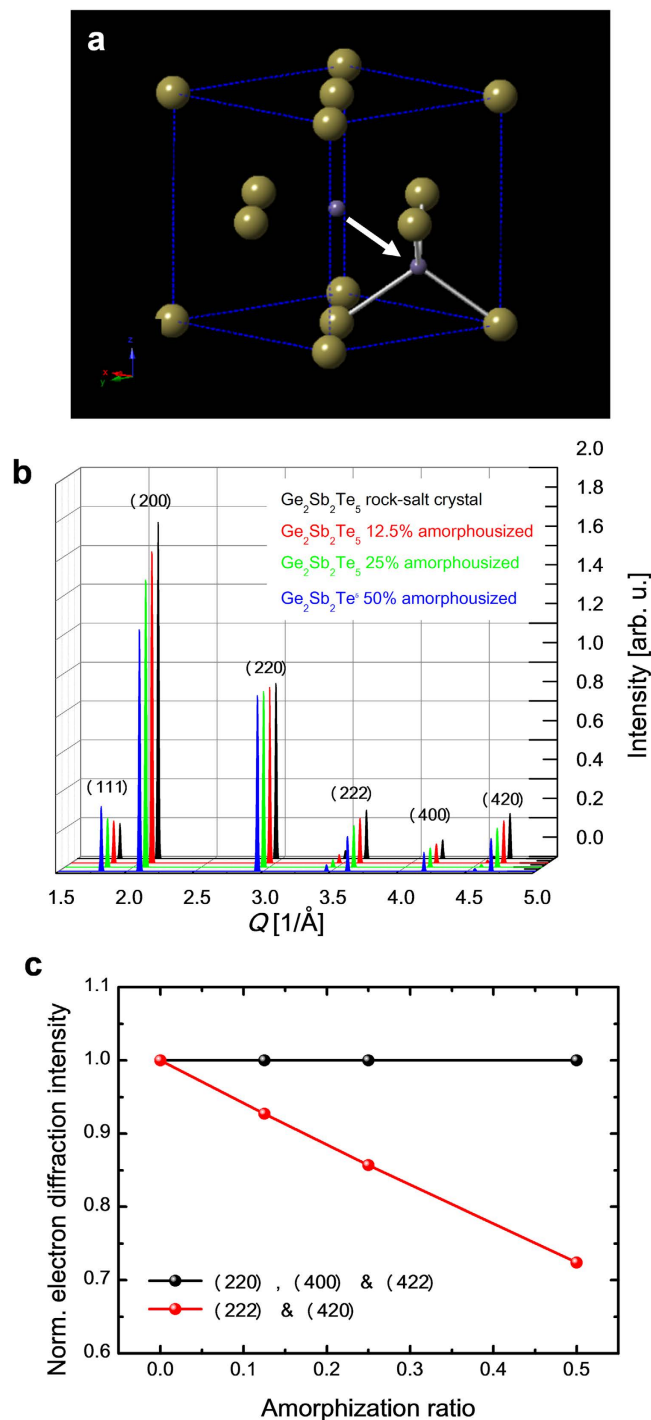 a
z
x
y
b
2.0
(200)
Ge2Sb2Te5 rock-salt crystal
1.8
Ge2Sb2Te5 12.5% amorphousized
1.6
Ge2Sb2Te5 25% amorphousized
1.4
Ge2Sb2Te5 50% amorphousized
1.2
(220)
1.0
0.8
(111)
(222)
(400)
(420)
0.6
0.4
0.2
0.0
Intensity [arb. u.]
1.5 2.0 2.5 3.0 3.5 4.0 4.5 5.0
Q [1/Å]
c
1.1
1.0
0.9
0.8
0.7
0.6
Norm. electron diffraction intensity
(220) , (400) & (422)
(222) & (420)
0.0 0.1 0.2 0.3 0.4 0.5
Amorphization ratio